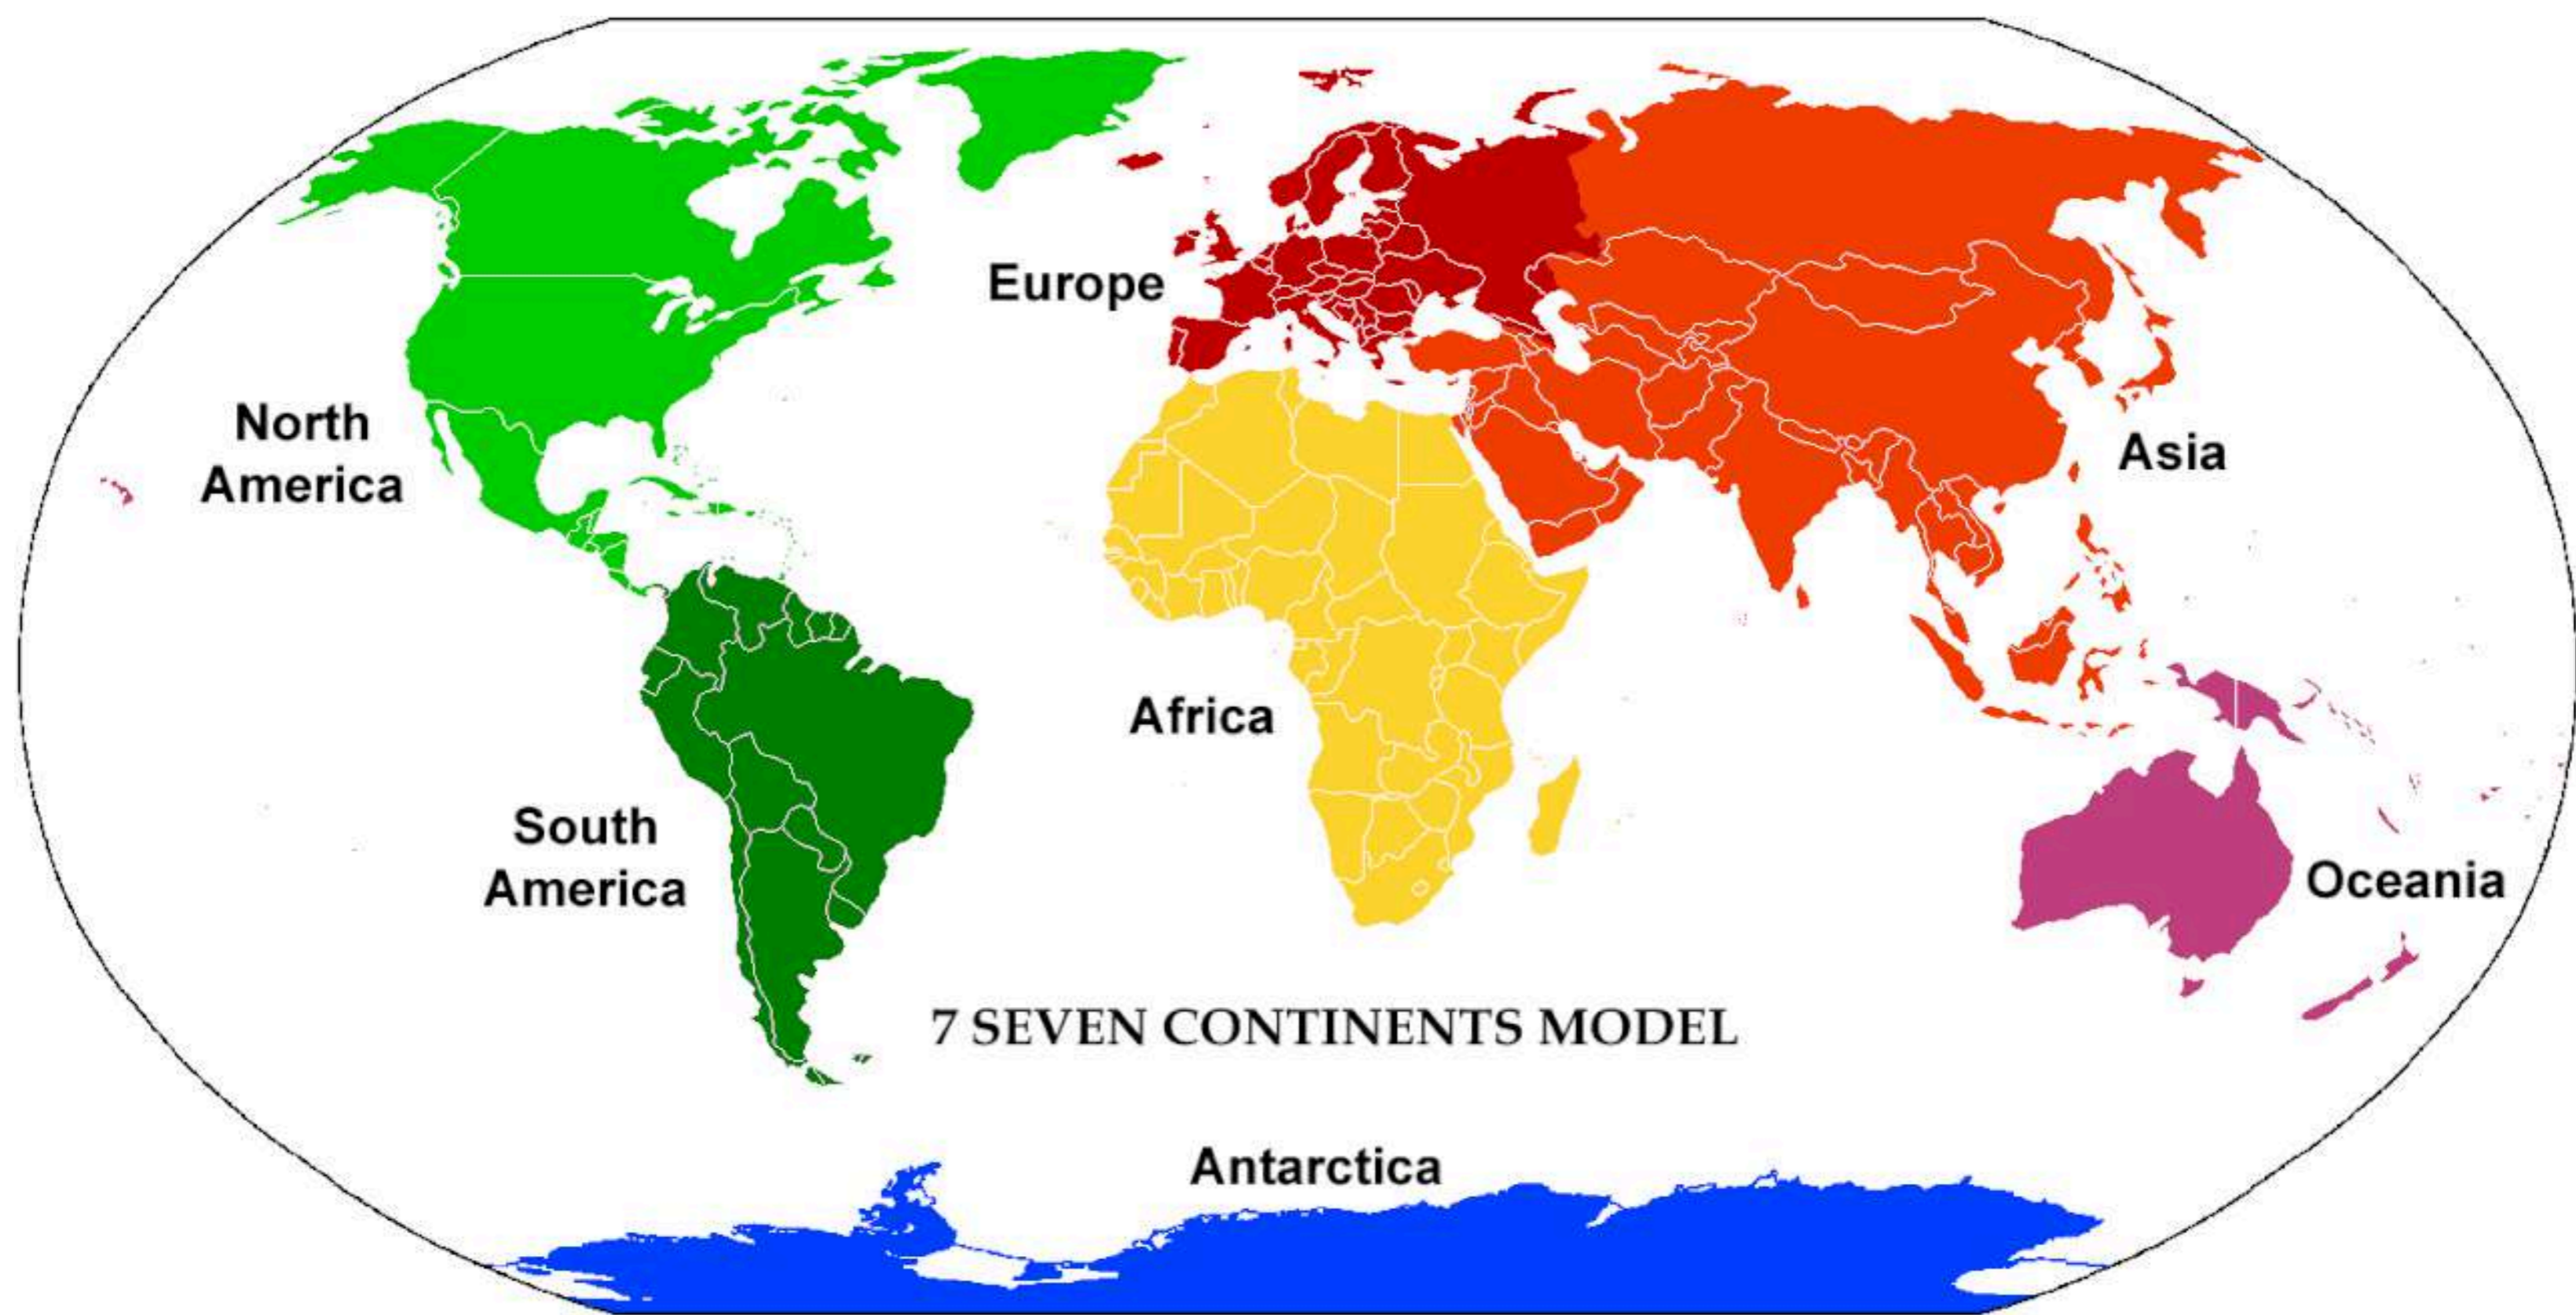 Europe
North
America
Asia
Africa
South
America
Oceania
7 SEVEN CONTINENTS MODEL
Antarctica